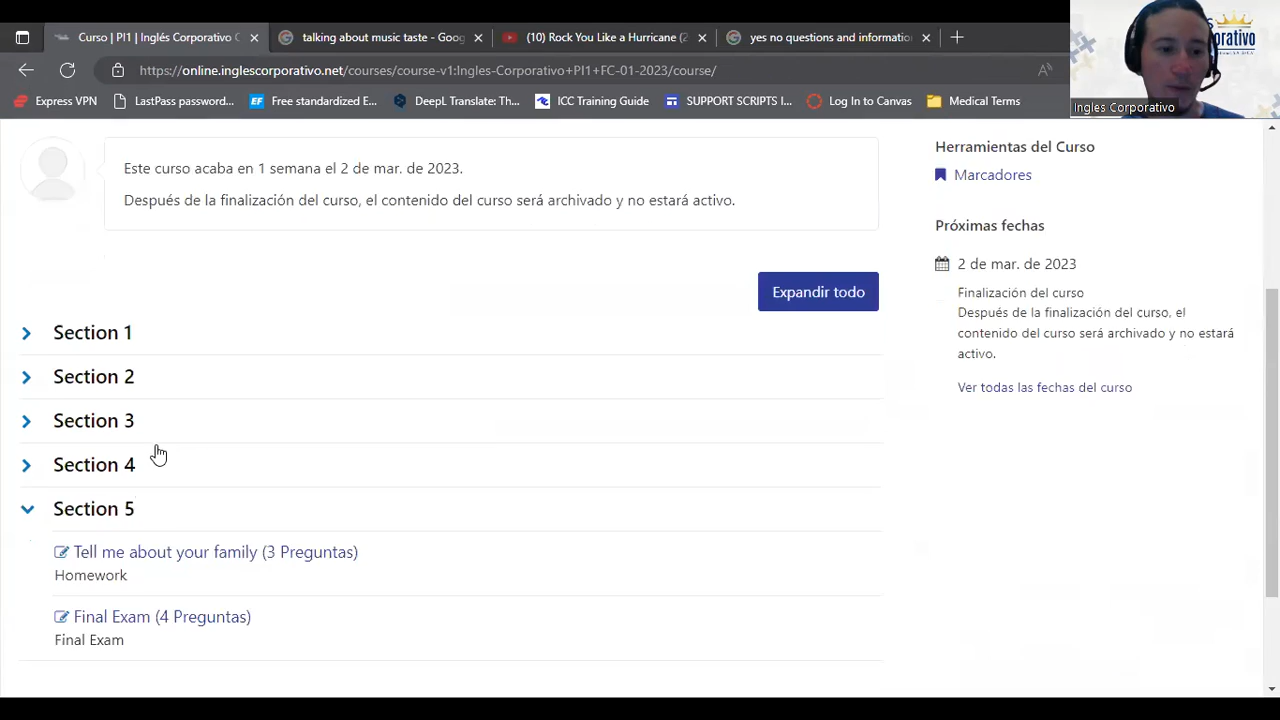 Curso | PI1 | Inglés Corporativo C
talking about music taste - Goog
(10) Rock You Like a Hurricane (2
yes no questions and informatio
https://online.inglescorporativo.net/courses/course-v1:Ingles-Corporativo+PI1+FC-01-2023/course/
Express VPN
LastPass password...
EF Free standardized E...
DeepL Translate: Th...
ICC Training Guide
SUPPORT SCRIPTS I...
Log In to Canvas
Medical Terms
Ingles Corporativo
Este curso acaba en 1 semana el 2 de mar. de 2023.
Después de la finalización del curso, el contenido del curso será archivado y no estará activo.
Expandir todo
Section 1
Section 2
Section 3
Section 4
Section 5
Tell me about your family (3 Preguntas)
Homework
Final Exam (4 Preguntas)
Final Exam
Herramientas del Curso
Marcadores
Próximas fechas
2 de mar. de 2023
Finalización del curso
Después de la finalización del curso, el
contenido del curso será archivado y no estará
activo.
Ver todas las fechas del curso